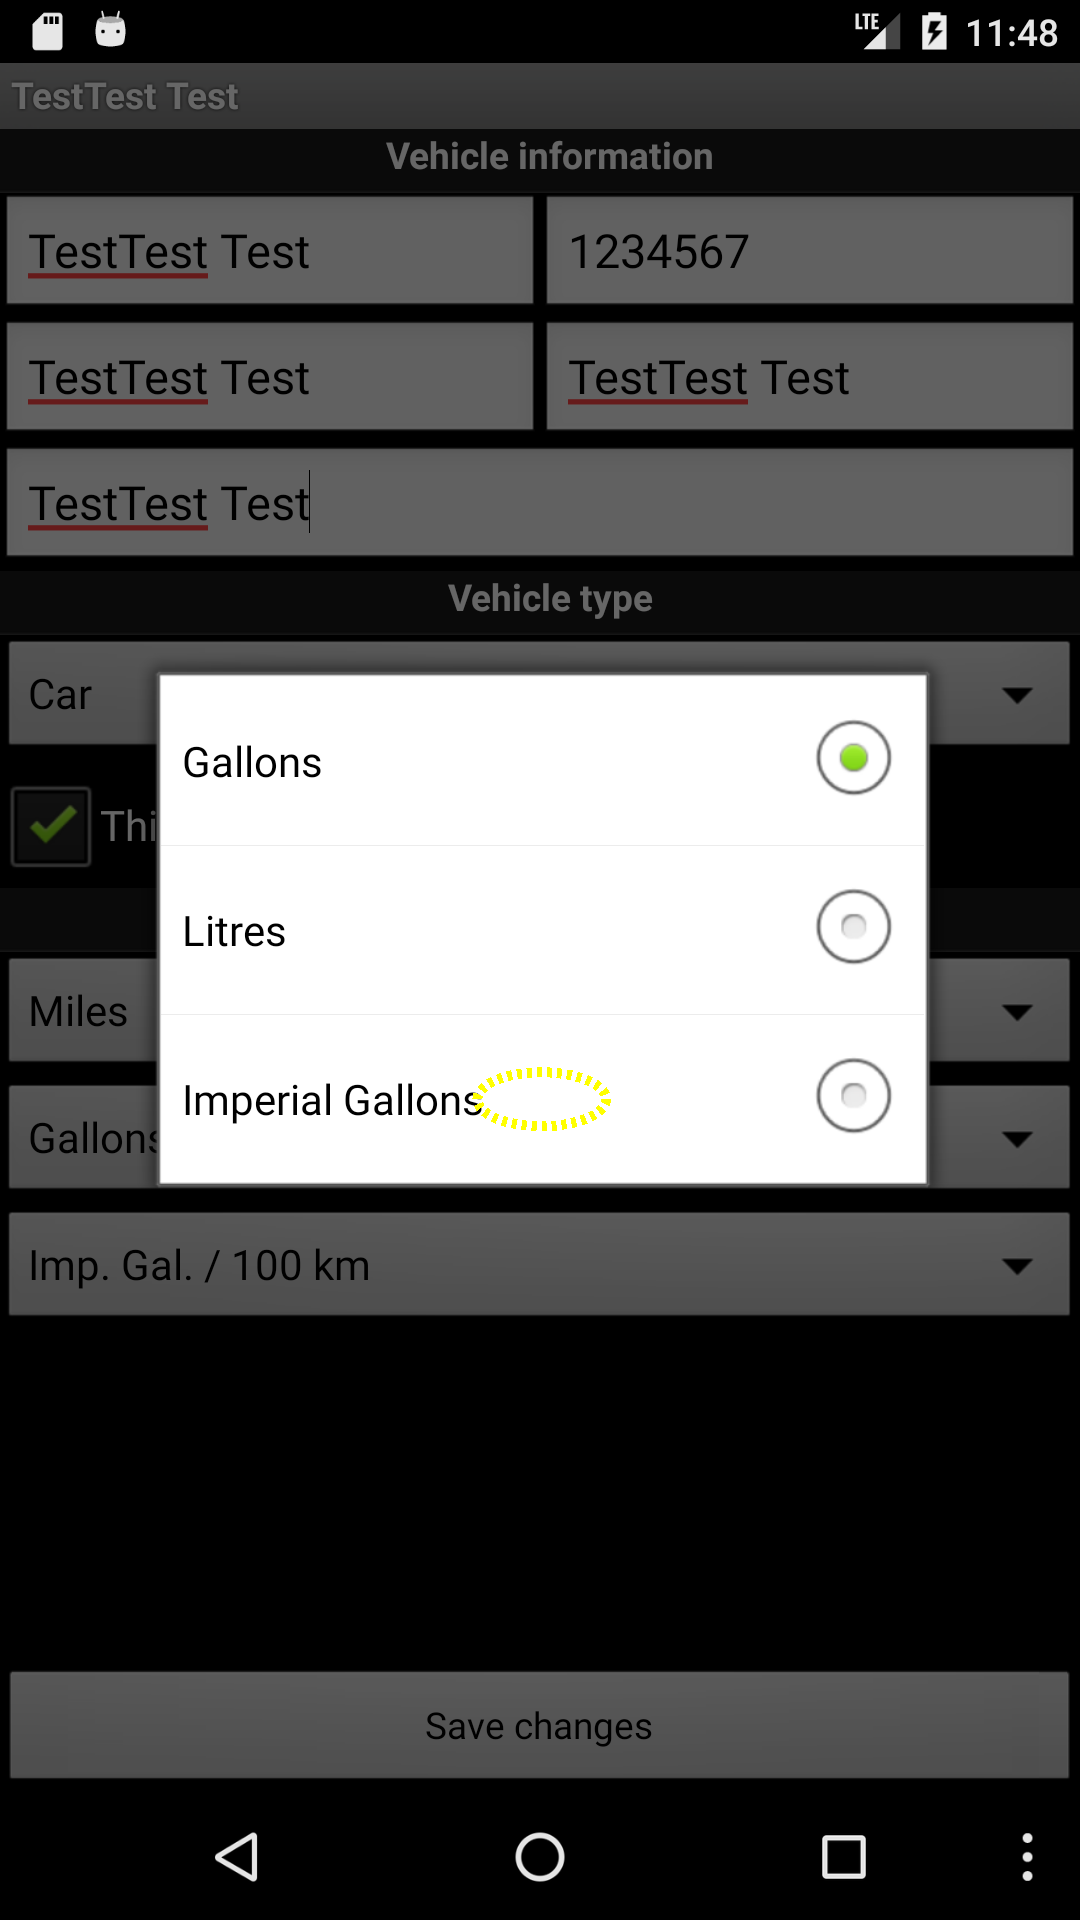 LTE 11:48
TestTest Test
Vehicle information
TestTest Test 1234567
TestTest Test TestTest Test
TestTest Test
Vehicle type
Car
Gallons
Thi
Litres
Miles
Imperial Gallons
Gallons
Imp. Gal. / 100 km
Save changes